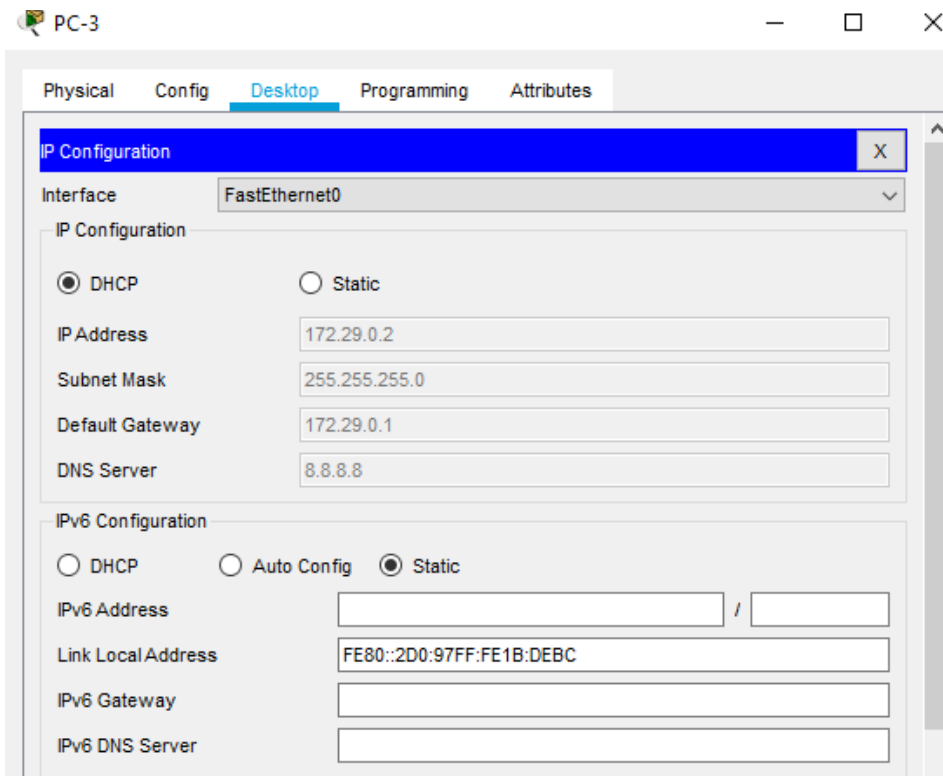 PC-3
Physical Config Desktop Programming Attributes
IP Configuration X
Interface FastEthernet0
IP Configuration
DHCP Static
IP Address 172.29.0.2
Subnet Mask 255.255.255.0
Default Gateway 172.29.0.1
DNS Server 8.8.8.8
IPv6 Configuration
DHCP Auto Config Static
IPv6 Address /
Link Local Address FE80::2D0:97FF:FE1B:DEBC
IPv6 Gateway
IPv6 DNS Server